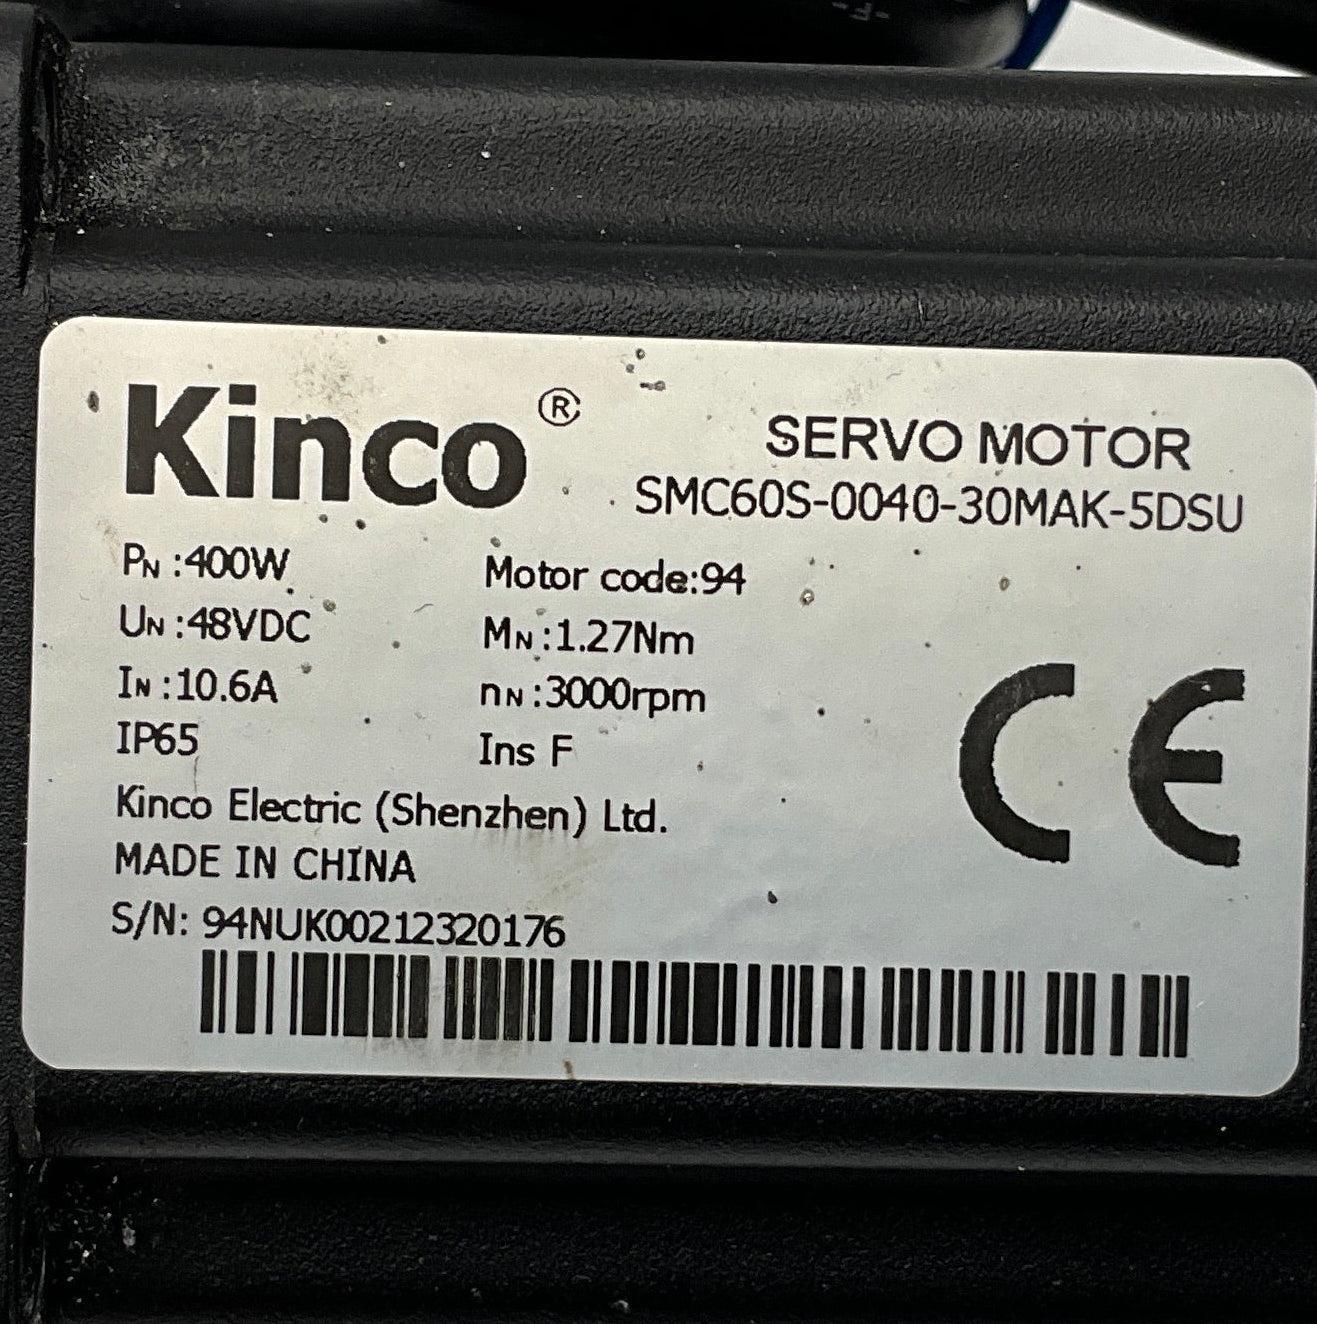 Kinco®
SERVO MOTOR
SMC60S-0040-30MAK-5DSU
PN :400W
Motor code:94
UN :48VDC
MN :1.27Nm
IN :10.6A
nN :3000rpm
IP65
Ins F
Kinco Electric (Shenzhen) Ltd.
MADE IN CHINA
S/N: 94NUK00212320176
CE